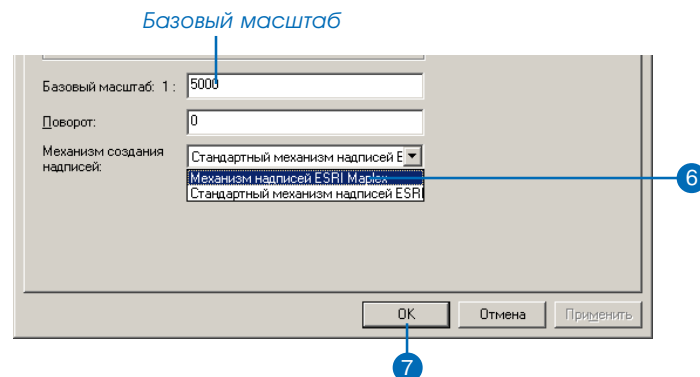 Базовый масштаб
Базовый масштаб: 1 : 5000
Поворот: 0
Механизм создания надписей: Стандартный механизм надписей E
Механизм надписей ESRI Maplex
Стандартный механизм надписей ESRI
6
OK Отмена Применить
7